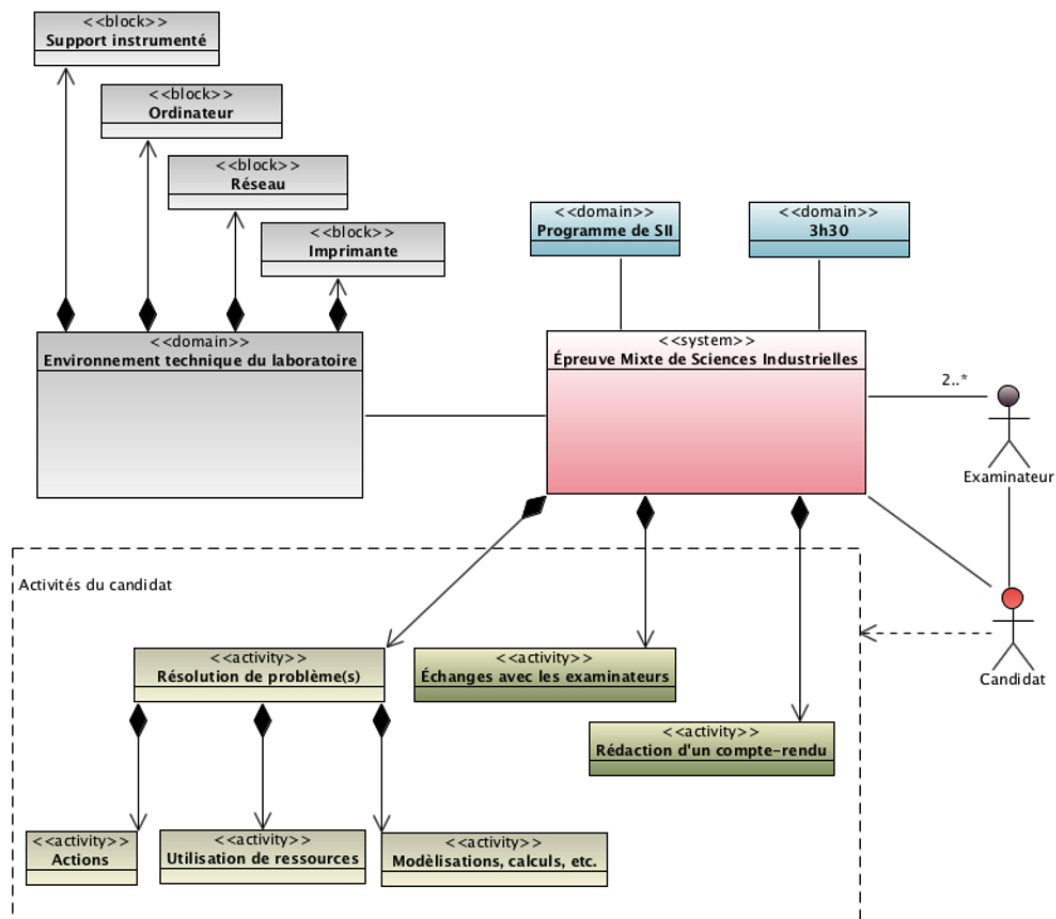 <<block>>
Support instrumenté
<<block>>
Ordinateur
<<block>>
Réseau
<<block>>
Imprimante
<<domain>>
Programme de SII
<<domain>>
3h30
<<domain>>
Environnement technique du laboratoire
<<system>>
Épreuve Mixte de Sciences Industrielles
2..*
Examinateur
Activités du candidat
Candidat
<<activity>>
Résolution de problème(s)
<<activity>>
Échanges avec les examinateurs
<<activity>>
Rédaction d'un compte-rendu
<<activity>>
Actions
<<activity>>
Utilisation de ressources
<<activity>>
Modèlisations, calculs, etc.